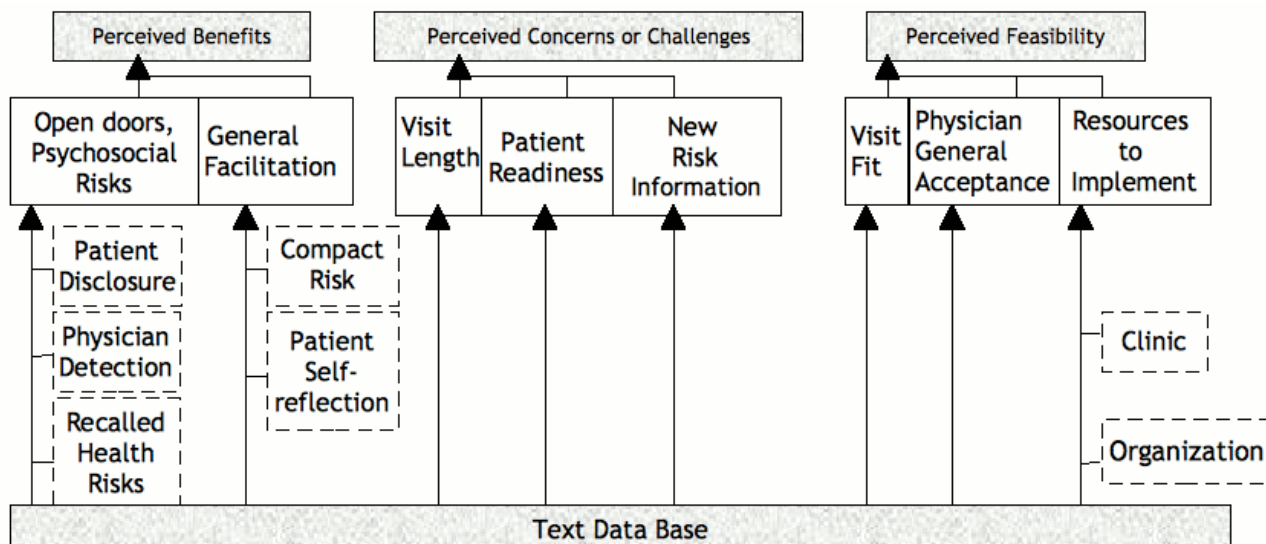 Perceived Benefits
Perceived Concerns or Challenges
Perceived Feasibility
Open doors,
Psychosocial
Risks
General
Facilitation
Visit
Length
Patient
Readiness
New
Risk
Information
Visit
Fit
Physician
General
Acceptance
Resources
to
Implement
Patient
Disclosure
Physician
Detection
Recalled
Health
Risks
Compact
Risk
Patient
Self-
reflection
Clinic
Organization
Text Data Base